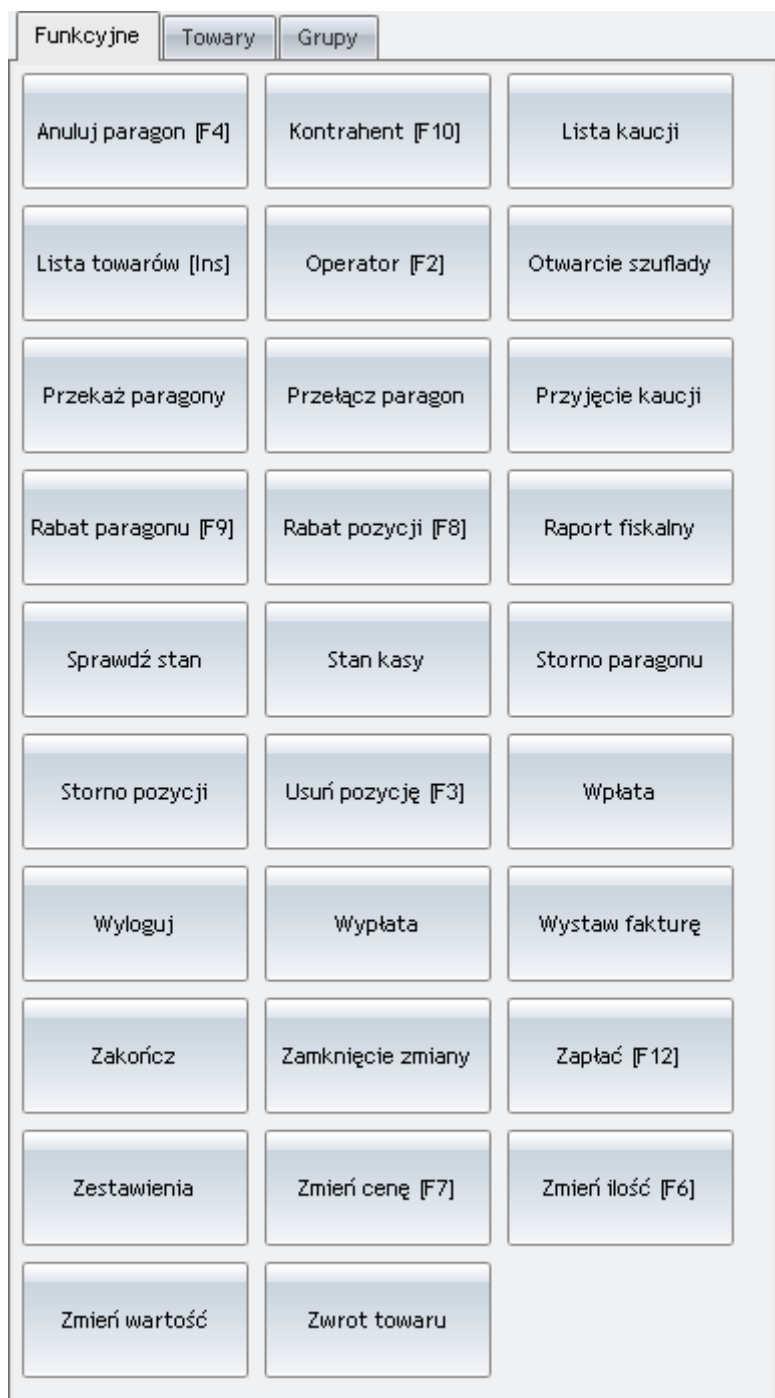 Funkcyjne Towary Grupy
Anuluj paragon [F4] Kontrahent [F10] Lista kaucji
Lista towarów [Ins] Operator [F2] Otwarcie szuflady
Przekaż paragony Przełącz paragon Przyjęcie kaucji
Rabat paragonu [F9] Rabat pozycji [F8] Raport fiskalny
Sprawdź stan Stan kasy Storno paragonu
Storno pozycji Usuń pozycję [F3] Wpłata
Wyloguj Wypłata Wystaw fakturę
Zakończ Zamknięcie zmiany Zapłać [F12]
Zestawienia Zmień cenę [F7] Zmień ilość [F6]
Zmień wartość Zwrot towaru